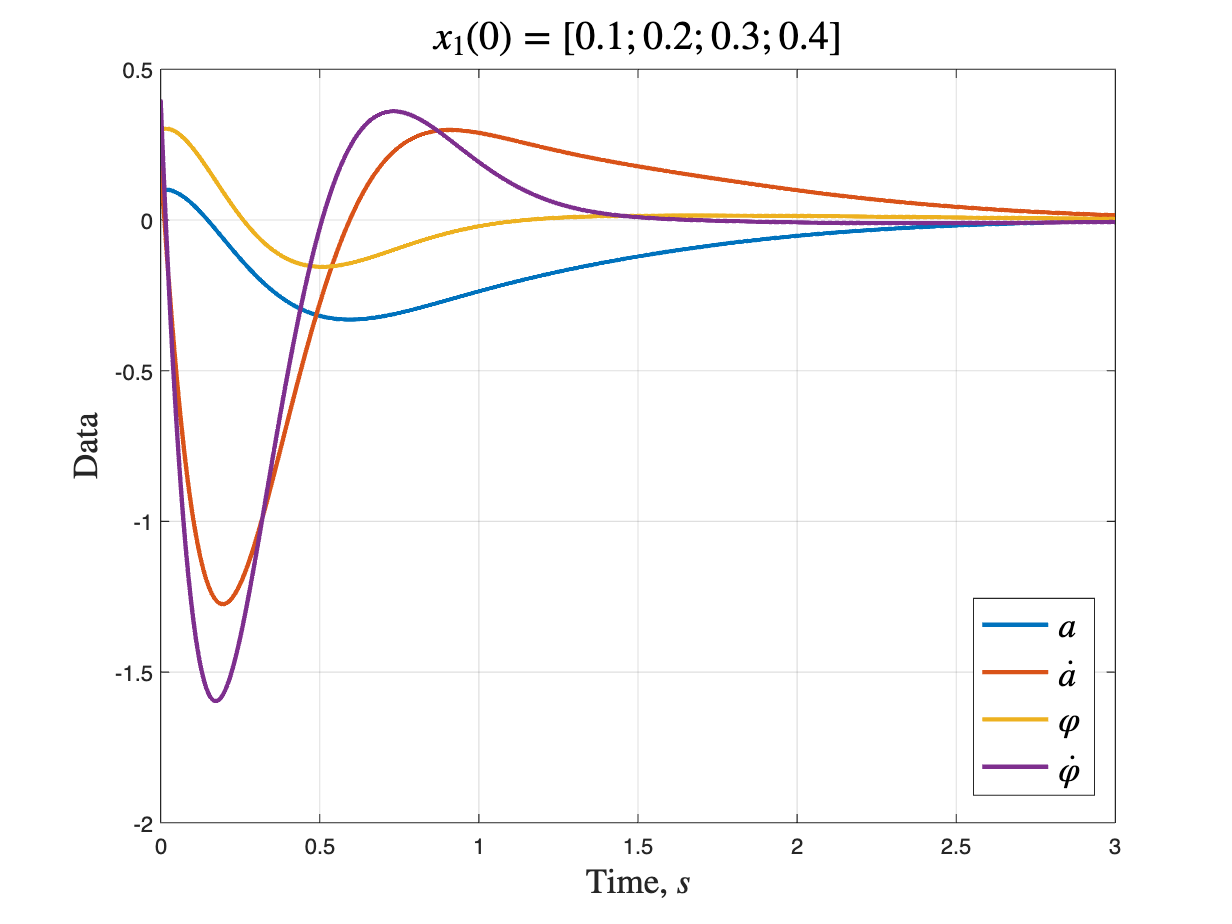 x₁(0) = [0.1; 0.2; 0.3; 0.4]
0.5
0
-0.5
-1
-1.5
-2
Data
0 0.5 1 1.5 2 2.5 3
Time, s
a
ȧ
φ
φ̇